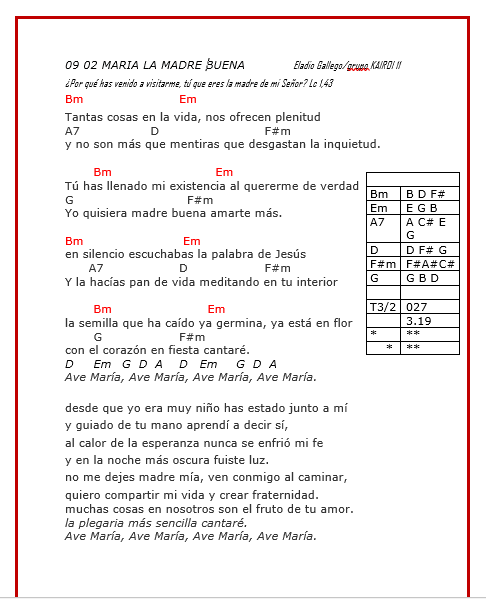 09 02 MARIA LA MADRE BUENA Eladio Gallego/grupo KAIROI II
¿Por qué has venido a visitarme, tú que eres la madre de mi Señor? Lc 1,43
Bm Em
Tantas cosas en la vida, nos ofrecen plenitud
A7 D F#m
y no son más que mentiras que desgastan la inquietud.
Bm Em
Tú has llenado mi existencia al quererme de verdad
G F#m
Yo quisiera madre buena amarte más.
Bm Em
en silencio escuchabas la palabra de Jesús
A7 D F#m
Y la hacías pan de vida meditando en tu interior
Bm Em
la semilla que ha caído ya germina, ya está en flor
G F#m
con el corazón en fiesta cantaré.
D Em G D A D Em G D A
Ave María, Ave María, Ave María, Ave María.
desde que yo era muy niño has estado junto a mí
y guiado de tu mano aprendí a decir sí,
al calor de la esperanza nunca se enfrió mi fe
y en la noche más oscura fuiste luz.
no me dejes madre mía, ven conmigo al caminar,
quiero compartir mi vida y crear fraternidad.
muchas cosas en nosotros son el fruto de tu amor.
la plegaria más sencilla cantaré.
Ave María, Ave María, Ave María, Ave María.
Bm B D F#
Em E G B
A7 A C# E
G
D D F# G
F#m F#A#C#
G G B D
T3/2 027
3.19
* **
* **